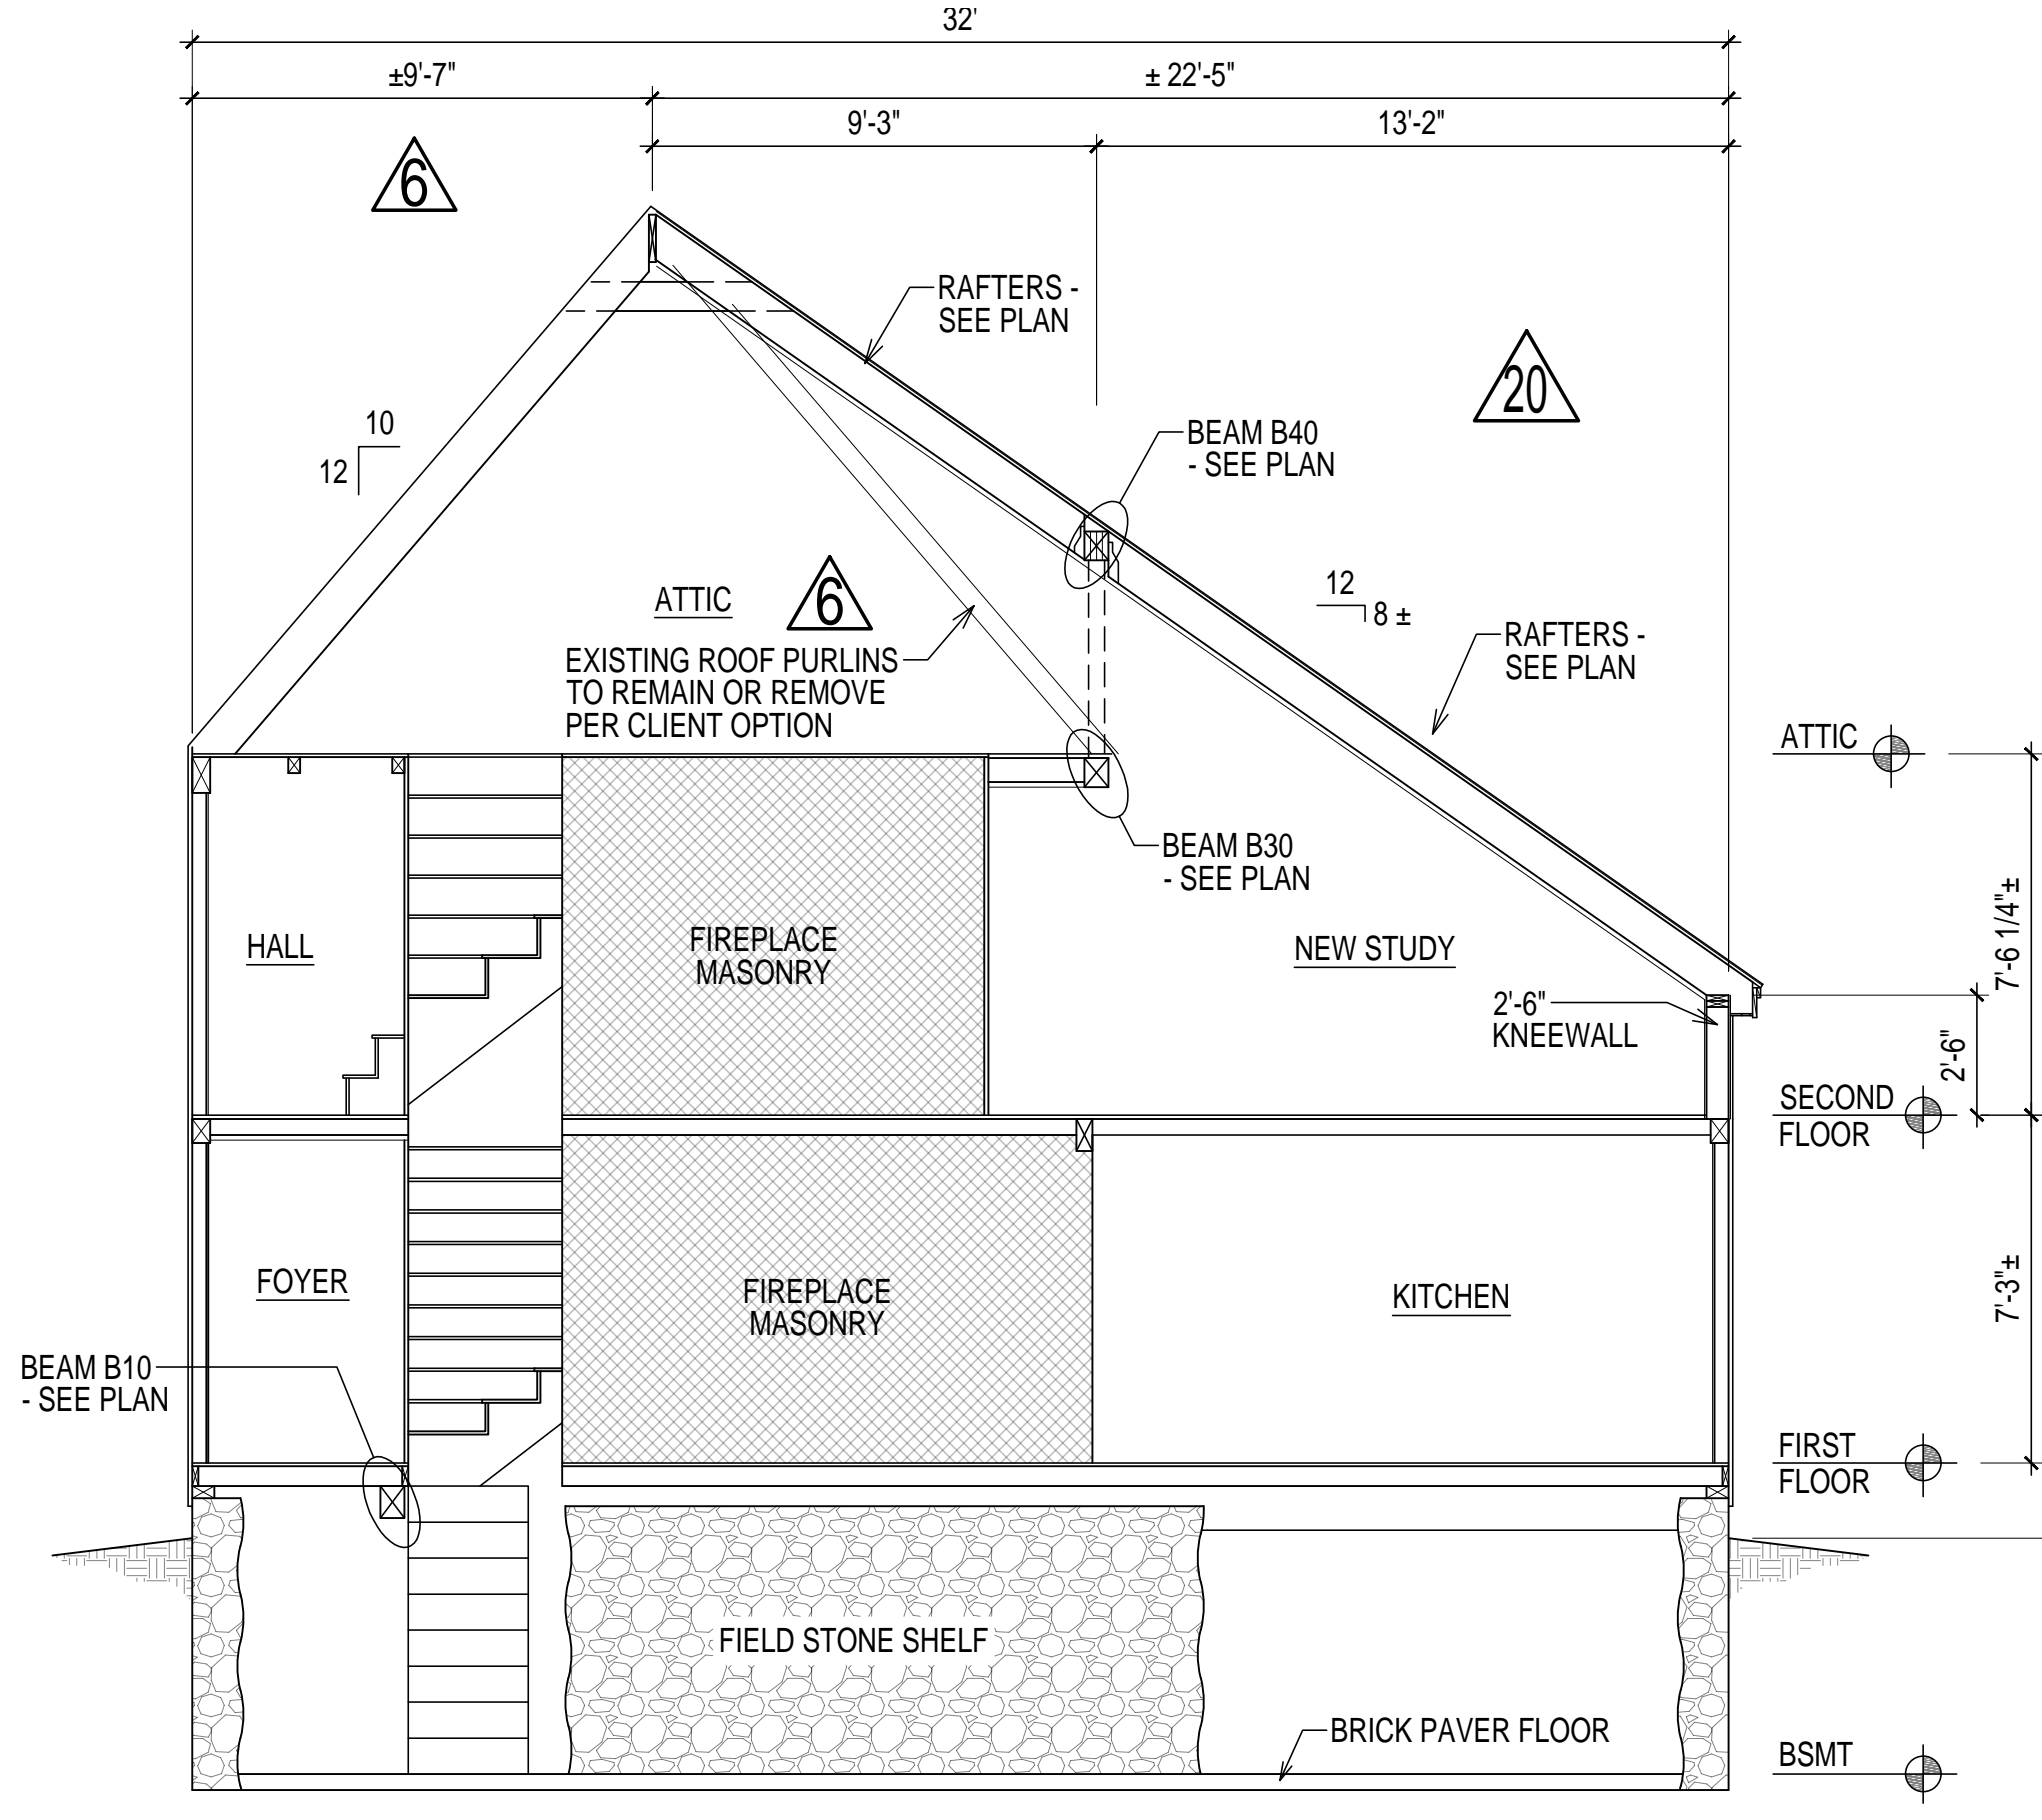 32'
±9'-7"
± 22'-5"
9'-3"
13'-2"
6
RAFTERS -
SEE PLAN
20
10
12
BEAM B40
- SEE PLAN
ATTIC
6
12
8 ±
EXISTING ROOF PURLINS
TO REMAIN OR REMOVE
PER CLIENT OPTION
RAFTERS -
SEE PLAN
ATTIC
BEAM B30
- SEE PLAN
HALL
FIREPLACE
MASONRY
NEW STUDY
7'-6 1/4"±
2'-6"
KNEEWALL
2'-6"
SECOND
FLOOR
FOYER
FIREPLACE
MASONRY
KITCHEN
7'-3"±
BEAM B10
- SEE PLAN
FIRST
FLOOR
FIELD STONE SHELF
BRICK PAVER FLOOR
BSMT